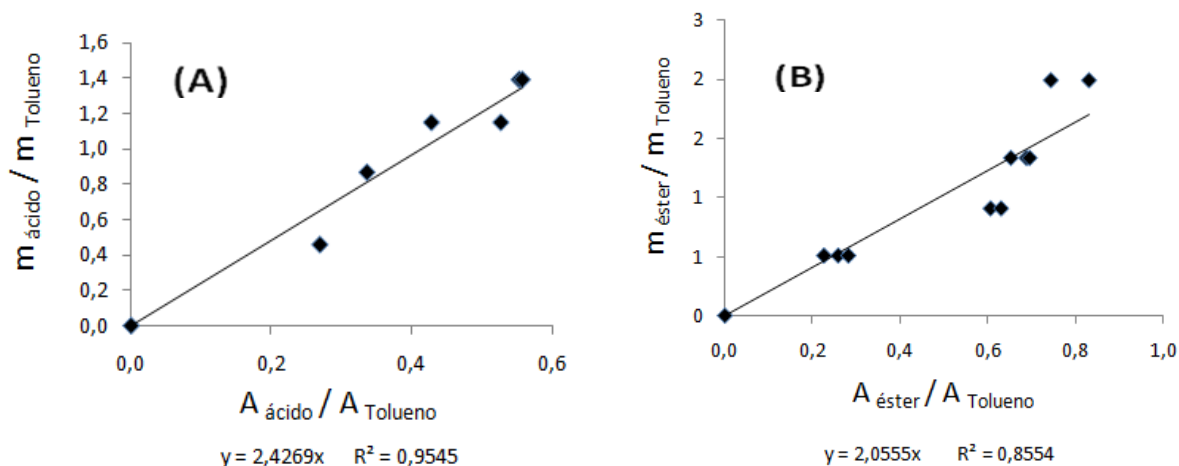 (A)
1,6
1,4
1,2
1,0
0,8
0,6
0,4
0,2
0,0
m ácido / m Tolueno
0,0 0,2 0,4 0,6
A ácido / A Tolueno
y = 2,4269x R² = 0,9545
(B)
3
2
2
1
1
0
m éster / m Tolueno
0,0 0,2 0,4 0,6 0,8 1,0
A éster / A Tolueno
y = 2,0555x R² = 0,8554